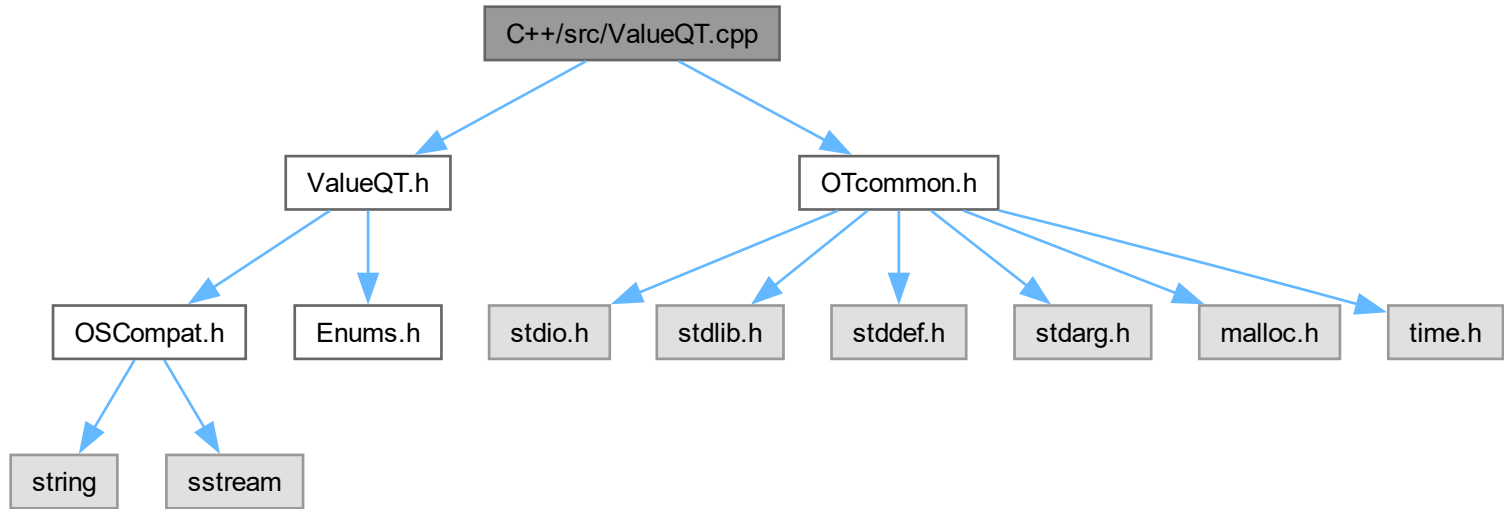 C++/src/ValueQT.cpp
ValueQT.h
OTcommon.h
OSCompat.h
Enums.h
stdio.h
stdlib.h
stddef.h
stdarg.h
malloc.h
time.h
string
sstream